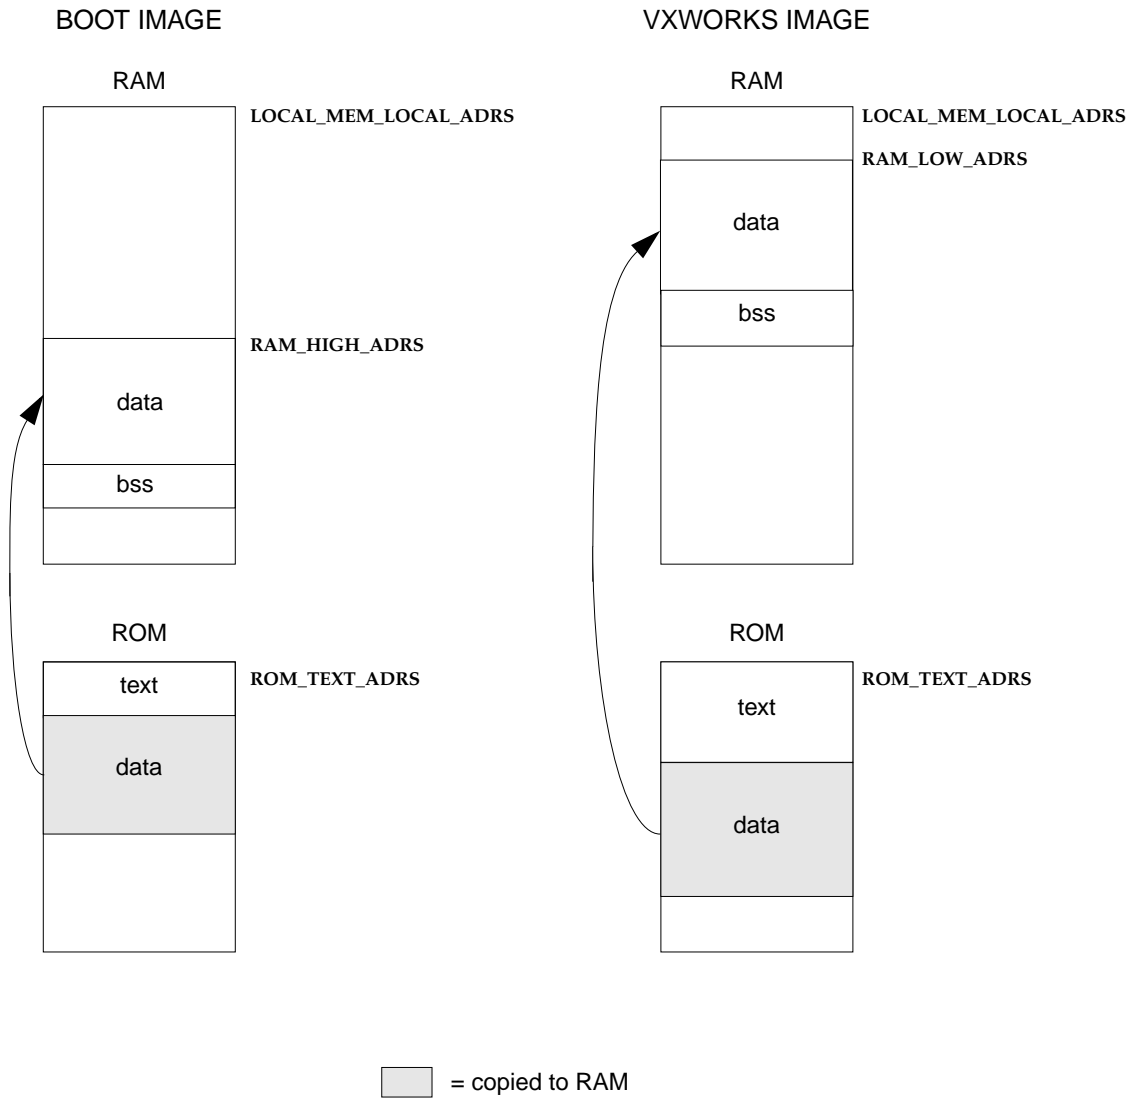 BOOT IMAGE
RAM
LOCAL_MEM_LOCAL_ADRS
RAM_HIGH_ADRS
data
bss
ROM
ROM_TEXT_ADRS
text
data
VXWORKS IMAGE
RAM
LOCAL_MEM_LOCAL_ADRS
RAM_LOW_ADRS
data
bss
ROM
ROM_TEXT_ADRS
text
data
= copied to RAM